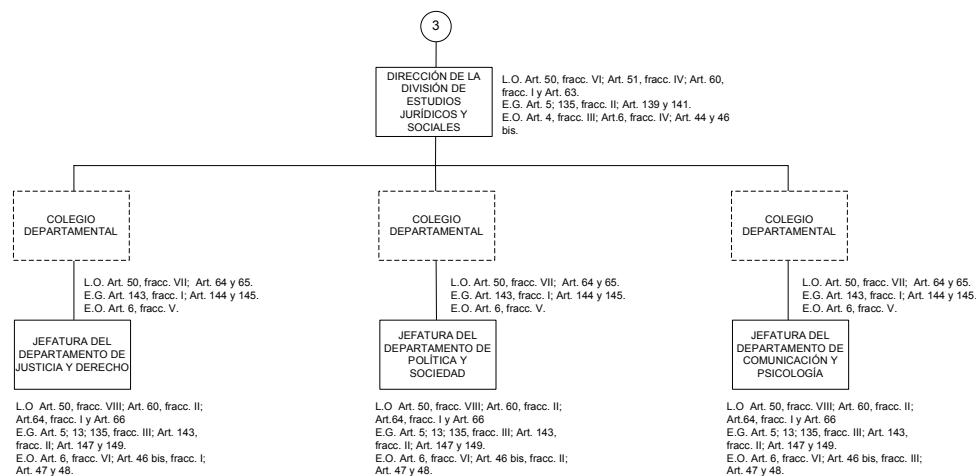 3
DIRECCIÓN DE LA
DIVISIÓN DE
ESTUDIOS
JURÍDICOS Y
SOCIALES
L.O. Art. 50, fracc. VI; Art. 51, fracc. IV; Art. 60,
fracc. I y Art. 63.
E.G. Art. 5; 135, fracc. II; Art. 139 y 141.
E.O. Art. 4, fracc. III; Art.6, fracc. IV; Art. 44 y 46
bis.
COLEGIO
DEPARTAMENTAL
L.O. Art. 50, fracc. VII; Art. 64 y 65.
E.G. Art. 143, fracc. I; Art. 144 y 145.
E.O. Art. 6, fracc. V.
JEFATURA DEL
DEPARTAMENTO DE
JUSTICIA Y DERECHO
L.O Art. 50, fracc. VIII; Art. 60, fracc. II;
Art.64, fracc. I y Art. 66
E.G. Art. 5; 13; 135, fracc. III; Art. 143,
fracc. II; Art. 147 y 149.
E.O. Art. 6, fracc. VI; Art. 46 bis, fracc. I;
Art. 47 y 48.
COLEGIO
DEPARTAMENTAL
L.O. Art. 50, fracc. VII; Art. 64 y 65.
E.G. Art. 143, fracc. I; Art. 144 y 145.
E.O. Art. 6, fracc. V.
JEFATURA DEL
DEPARTAMENTO DE
POLÍTICA Y
SOCIEDAD
L.O Art. 50, fracc. VIII; Art. 60, fracc. II;
Art.64, fracc. I y Art. 66
E.G. Art. 5; 13; 135, fracc. III; Art. 143,
fracc. II; Art. 147 y 149.
E.O. Art. 6, fracc. VI; Art. 46 bis, fracc. II;
Art. 47 y 48.
COLEGIO
DEPARTAMENTAL
L.O. Art. 50, fracc. VII; Art. 64 y 65.
E.G. Art. 143, fracc. I; Art. 144 y 145.
E.O. Art. 6, fracc. V.
JEFATURA DEL
DEPARTAMENTO DE
COMUNICACIÓN Y
PSICOLOGÍA
L.O Art. 50, fracc. VIII; Art. 60, fracc. II;
Art.64, fracc. I y Art. 66
E.G. Art. 5; 13; 135, fracc. III; Art. 143,
fracc. II; Art. 147 y 149.
E.O. Art. 6, fracc. VI; Art. 46 bis, fracc. III;
Art. 47 y 48.